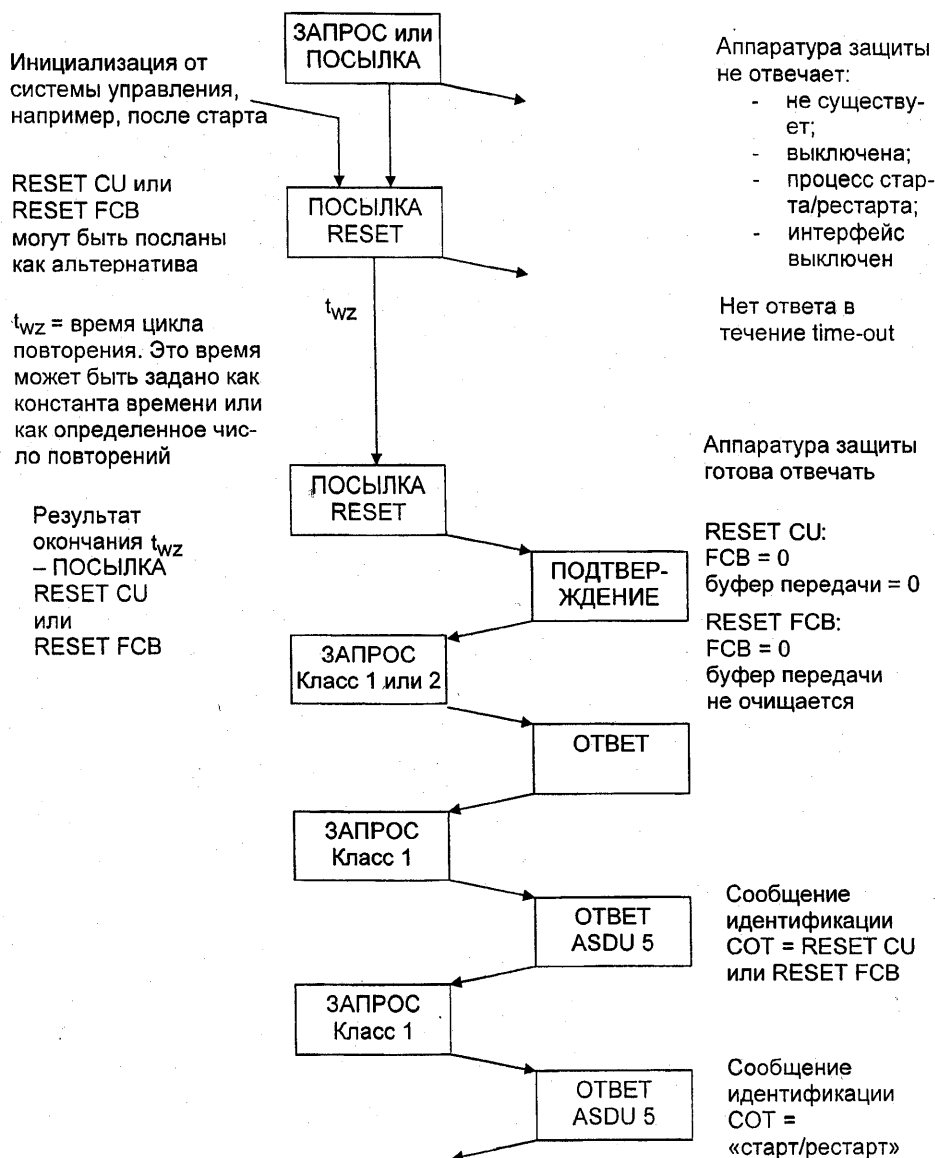 ЗАПРОС или
ПОСЫЛКА
Инициализация от
системы управления,
например, после старта
Аппаратура защиты
не отвечает:
- не существу-
ет;
- выключена;
- процесс стар-
та/рестарта;
- интерфейс
выключен
RESET CU или
RESET FCB
могут быть посланы
как альтернатива
ПОСЫЛКА
RESET
Нет ответа в
течение time-out
tWZ
tWZ = время цикла
повторения. Это время
может быть задано как
константа времени или
как определенное чис-
ло повторений
Аппаратура защиты
готова отвечать
ПОСЫЛКА
RESET
Результат
окончания tWZ
– ПОСЫЛКА
RESET CU
или
RESET FCB
ПОДТВЕР-
ЖДЕНИЕ
RESET CU:
FCB = 0
буфер передачи = 0
RESET FCB:
FCB = 0
буфер передачи
не очищается
ЗАПРОС
Класс 1 или 2
ОТВЕТ
ЗАПРОС
Класс 1
ОТВЕТ
ASDU 5
Сообщение
идентификации
COT = RESET CU
или RESET FCB
ЗАПРОС
Класс 1
ОТВЕТ
ASDU 5
Сообщение
идентификации
COT =
«старт/рестарт»